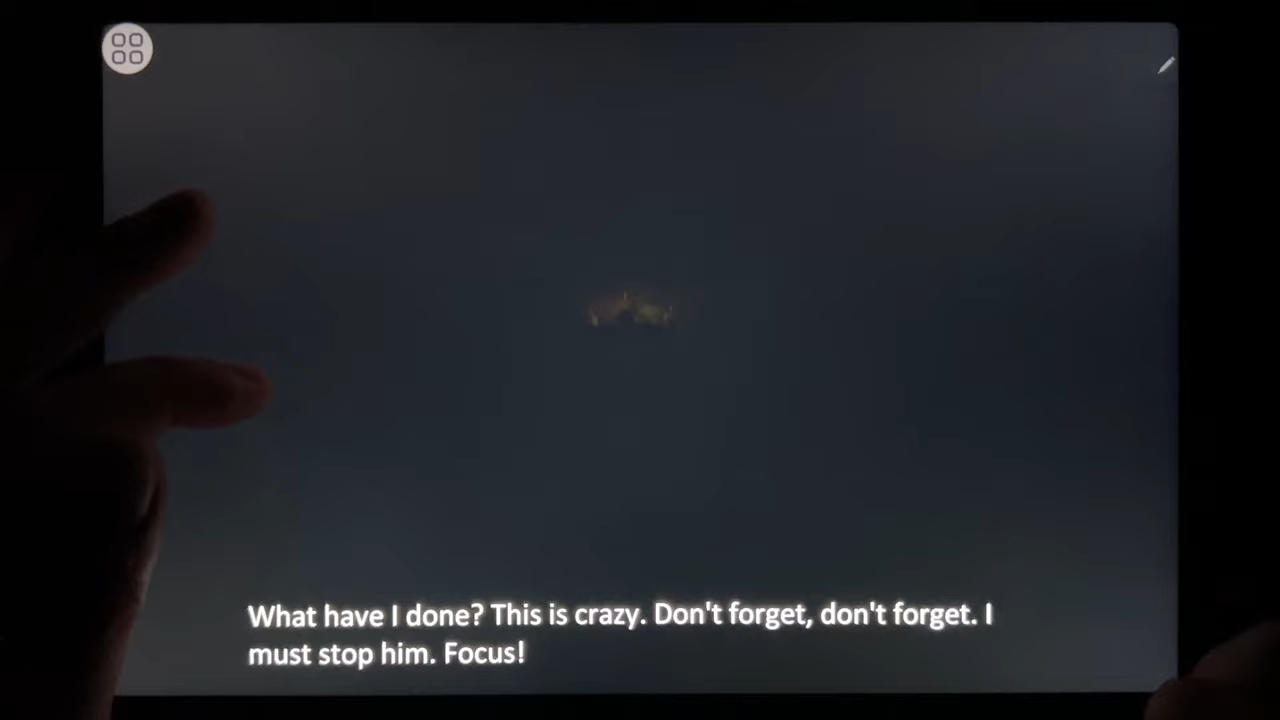 What have I done? This is crazy. Don't forget, don't forget. I
must stop him. Focus!